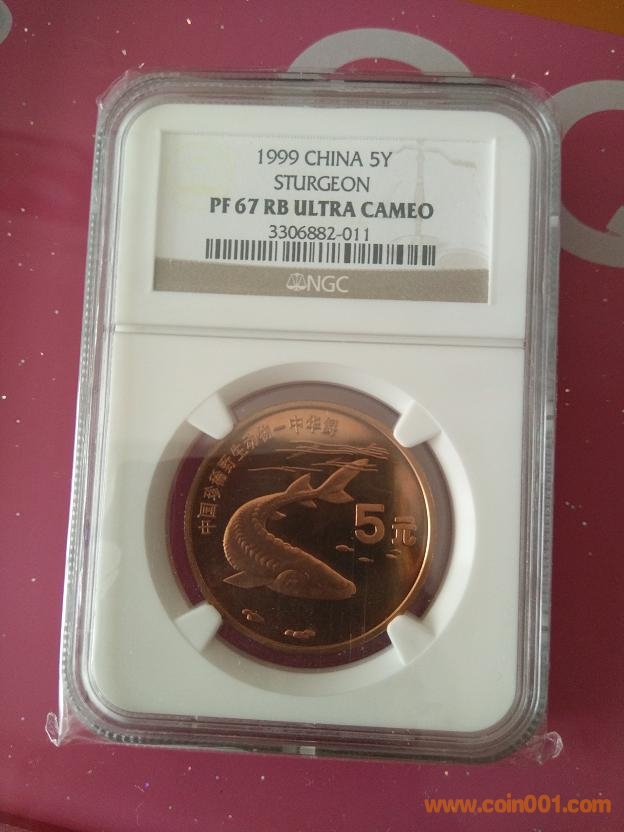 1999 CHINA 5Y
STURGEON
PF 67 RB ULTRA CAMEO
3306882-011
NGC
中国珍稀野生动物—中华鲟
5元
www.coin001.com